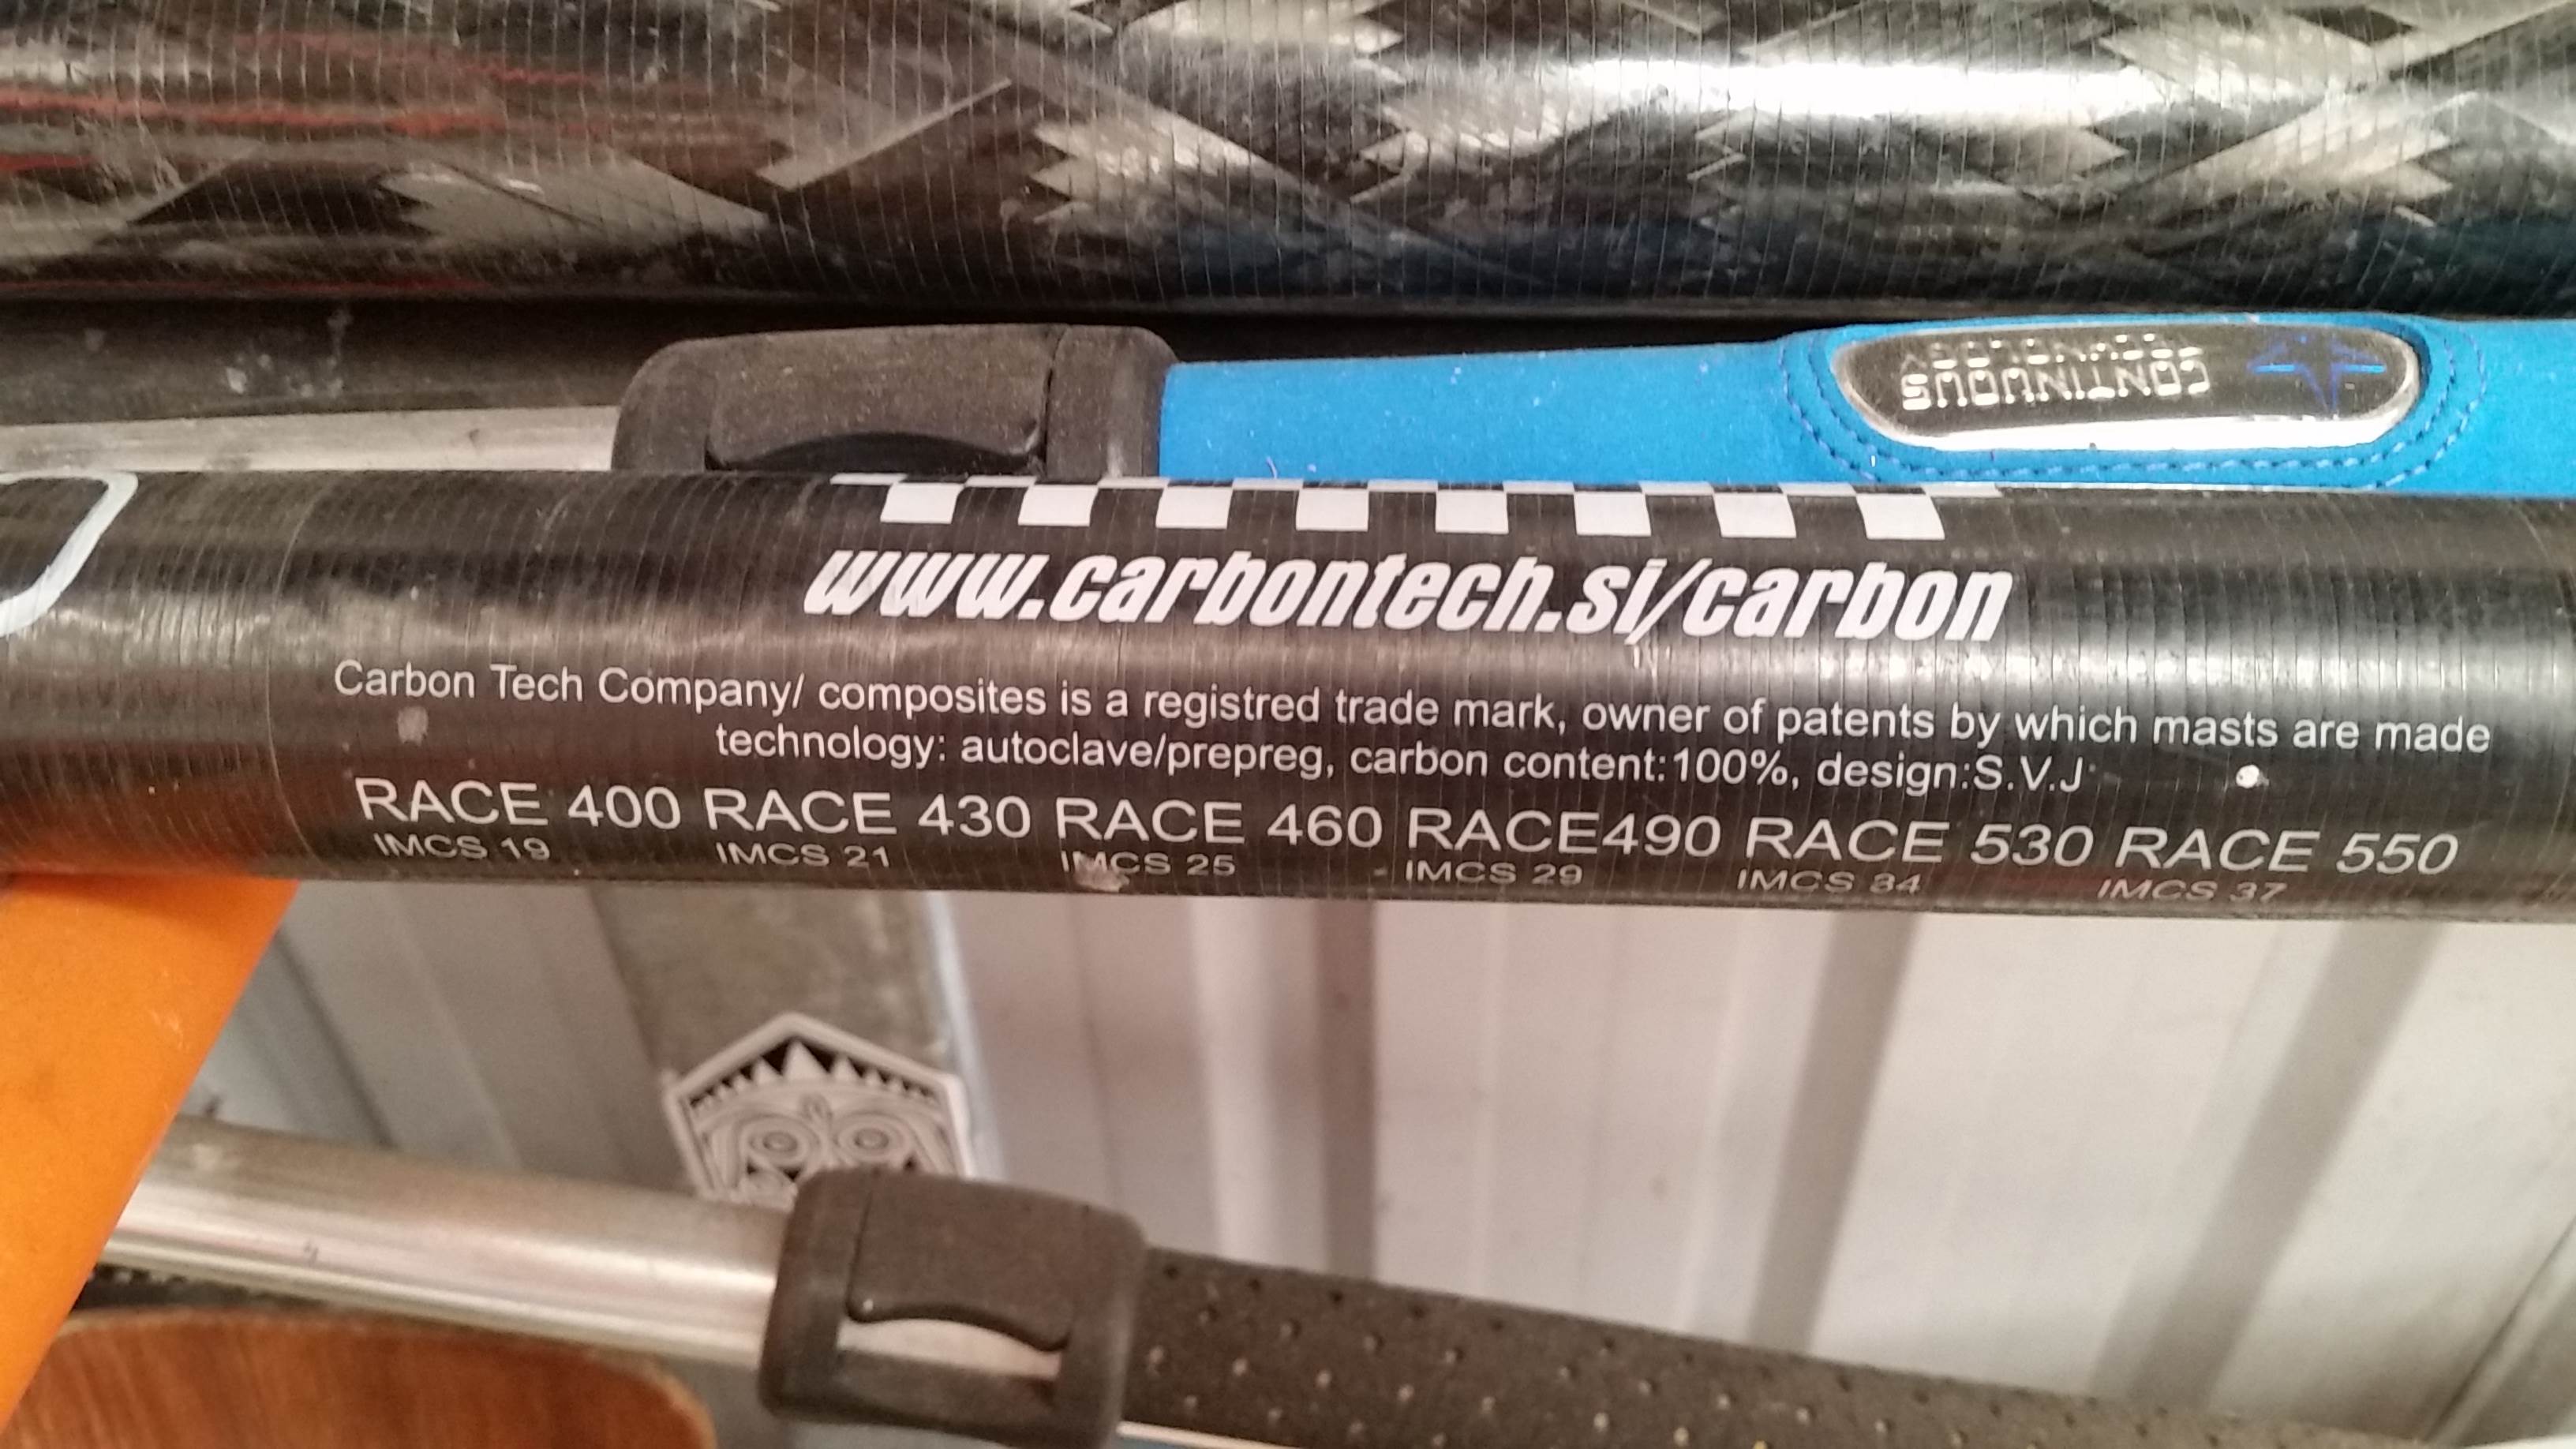 CONTINUOUS
TECHNOLOGY
www.carbontech.si/carbon
Carbon Tech Company/ composites is a registred trade mark, owner of patents by which masts are made
technology: autoclave/prepreg, carbon content:100%, design:S.V.J
RACE 400 RACE 430 RACE 460 RACE490 RACE 530 RACE 550
IMCS 19 IMCS 21 IMCS 25 IMCS 29 IMCS 34 IMCS 37